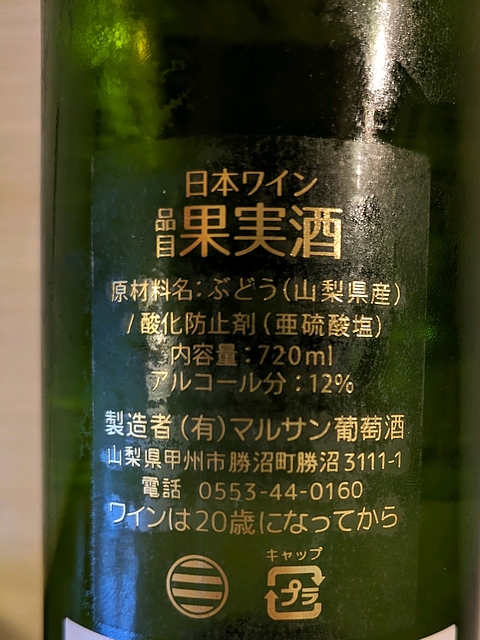 日本ワイン
品目 果実酒
原材料名：ぶどう（山梨県産）
/ 酸化防止剤（亜硫酸塩）
内容量：720ml
アルコール分：12%
製造者（有）マルサン葡萄酒
山梨県甲州市勝沼町勝沼3111-1
電話 0553-44-0160
ワインは20歳になってから
キャップ
プラ